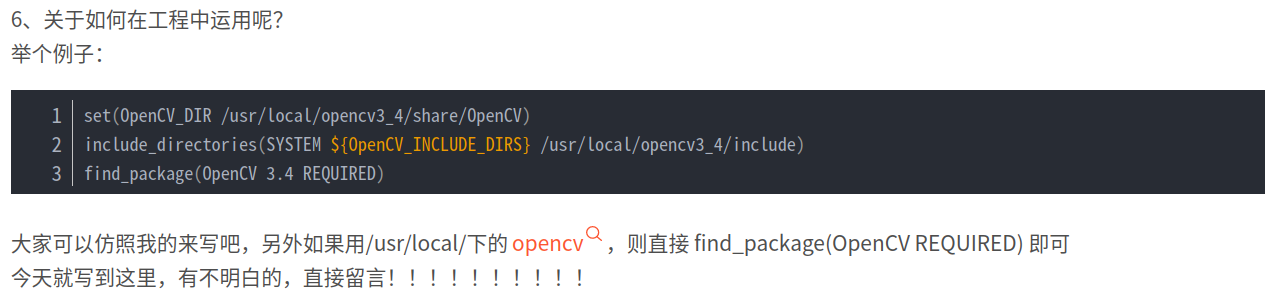 6、关于如何在工程中运用呢？
举个例子：
1 set(OpenCV_DIR /usr/local/opencv3_4/share/OpenCV)
2 include_directories(SYSTEM ${OpenCV_INCLUDE_DIRS} /usr/local/opencv3_4/include)
3 find_package(OpenCV 3.4 REQUIRED)
大家可以仿照我的来写吧，另外如果用/usr/local/下的 opencv，则直接 find_package(OpenCV REQUIRED) 即可
今天就写到这里，有不明白的，直接留言！！！！！！！！！！